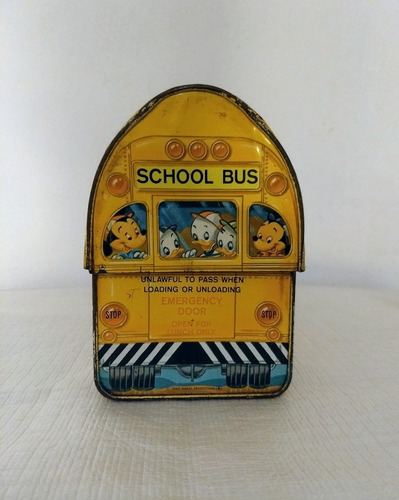 SCHOOL BUS
UNLAWFUL TO PASS WHEN
LOADING OR UNLOADING
EMERGENCY
DOOR
STOP
STOP
OPEN FOR
LUNCH ONLY